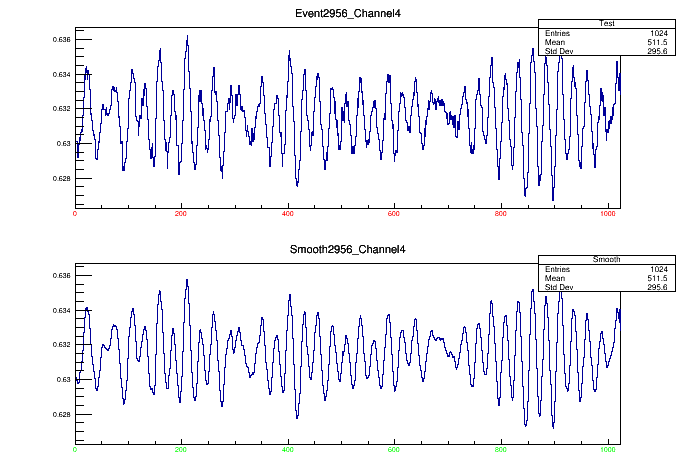 Event2956_Channel4
Test
Entries 1024
Mean 511.5
Std Dev 295.6
0.636
0.634
0.632
0.63
0.628
0 200 400 600 800 1000
Smooth2956_Channel4
Smooth
Entries 1024
Mean 511.5
Std Dev 295.6
0.636
0.634
0.632
0.63
0.628
0 200 400 600 800 1000